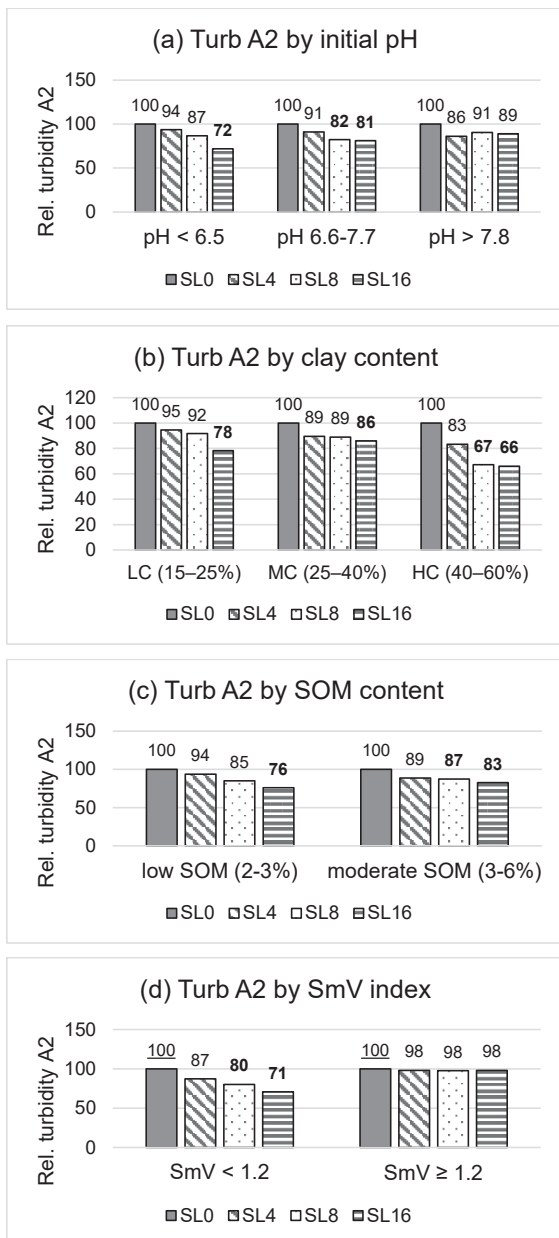 (a) Turb A2 by initial pH
Rel. turbidity A2
150
100
50
0
100 94 87 72 100 91 82 81 100 86 91 89
pH < 6.5 pH 6.6-7.7 pH > 7.8
SL0 SL4 SL8 SL16
(b) Turb A2 by clay content
Rel. turbidity A2
120
100
80
60
40
20
0
100 95 92 78 100 89 89 86 100 83 67 66
LC (15–25%) MC (25–40%) HC (40–60%)
SL0 SL4 SL8 SL16
(c) Turb A2 by SOM content
Rel. turbidity A2
150
100
50
0
100 94 85 76 100 89 87 83
low SOM (2-3%) moderate SOM (3-6%)
SL0 SL4 SL8 SL16
(d) Turb A2 by SmV index
Rel. turbidity A2
150
100
50
0
100 87 80 71 100 98 98 98
SmV < 1.2 SmV ≥ 1.2
SL0 SL4 SL8 SL16